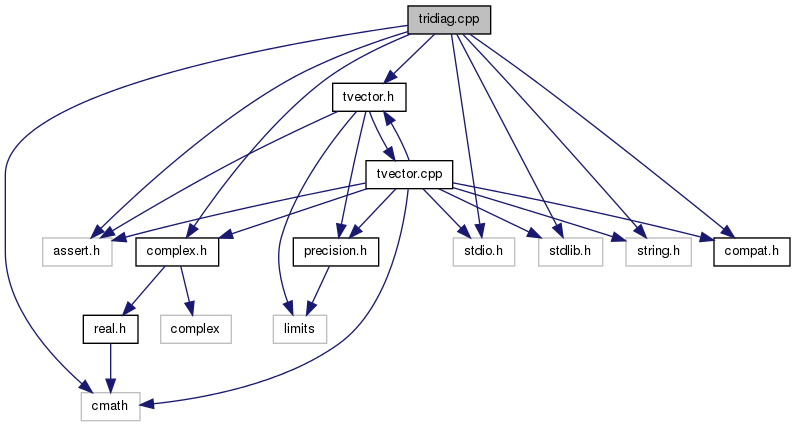 tridiag.cpp
tvector.h
tvector.cpp
assert.h
complex.h
precision.h
stdio.h
stdlib.h
string.h
compat.h
real.h
complex
limits
cmath